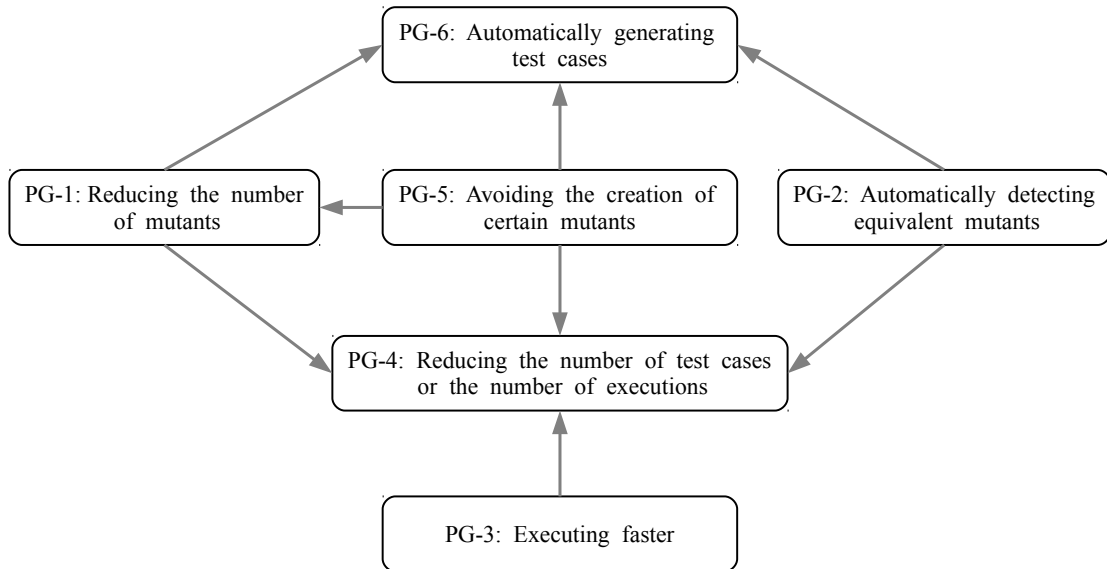 PG-6: Automatically generating
test cases
PG-1: Reducing the number
of mutants
PG-5: Avoiding the creation of
certain mutants
PG-2: Automatically detecting
equivalent mutants
PG-4: Reducing the number of test cases
or the number of executions
PG-3: Executing faster